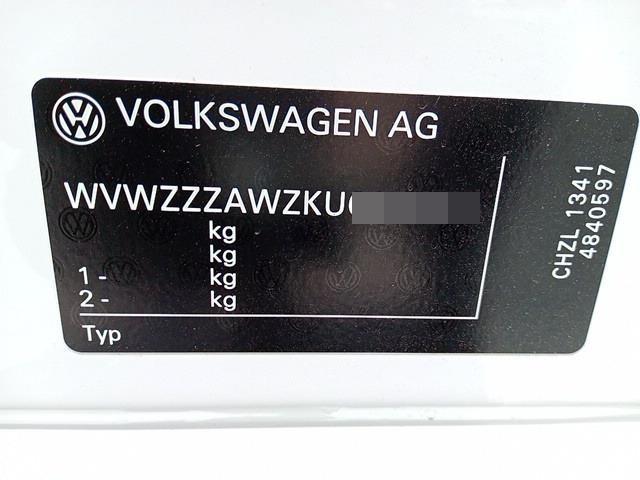 VOLKSWAGEN AG
WVWZZZAWZKU
kg
kg
1 - kg
2 - kg
Typ
CHZL 1341
4840597